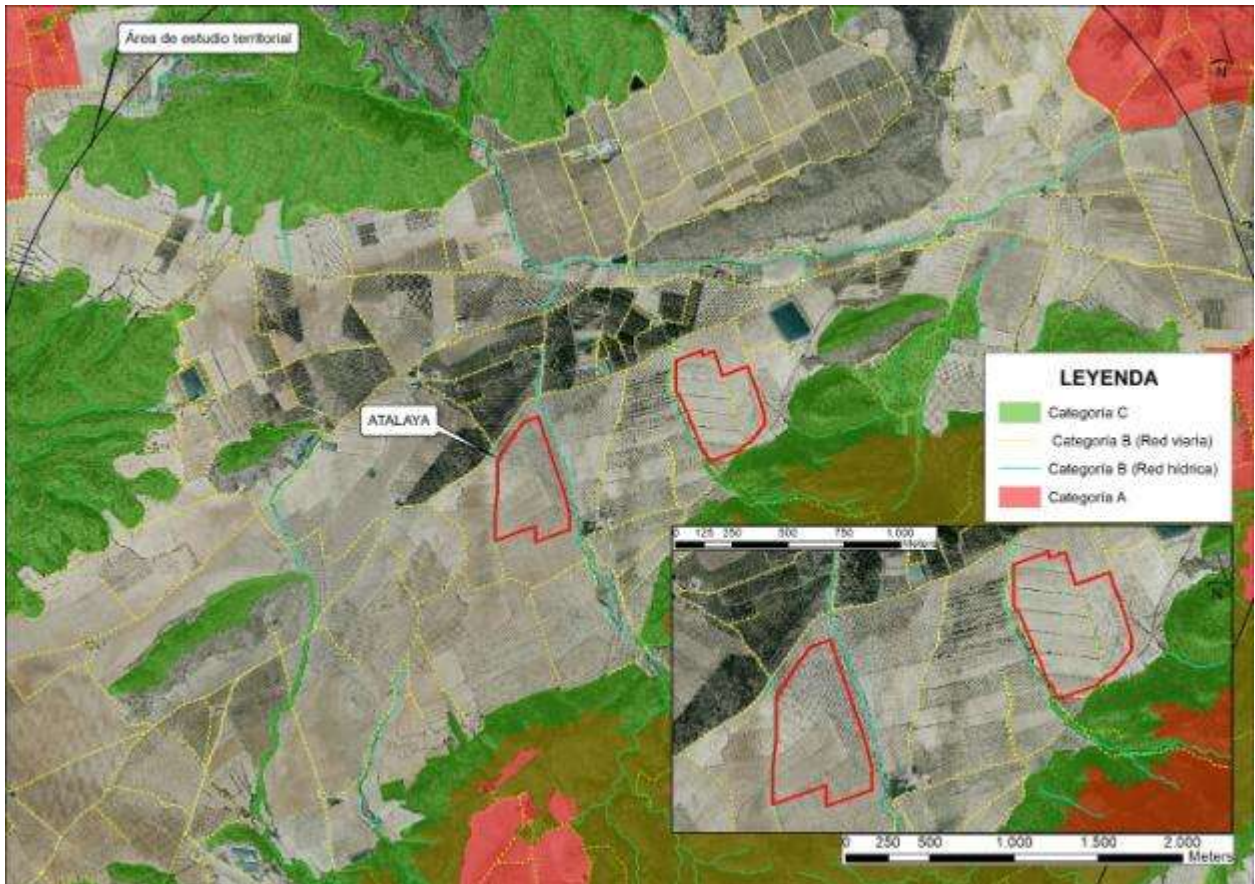 Área de estudio territorial
N
ATALAYA
LEYENDA
Categoría C
Categoría B (Red viaria)
Categoría B (Red hídrica)
Categoría A
0 125 250 500 750 1.000
Meters
N
0 250 500 1.000 1.500 2.000
Meters